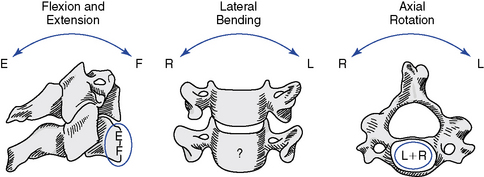 Flexion and
Extension
Lateral
Bending
Axial
Rotation
E
F
R
L
R
L
E
+
F
?
L+R